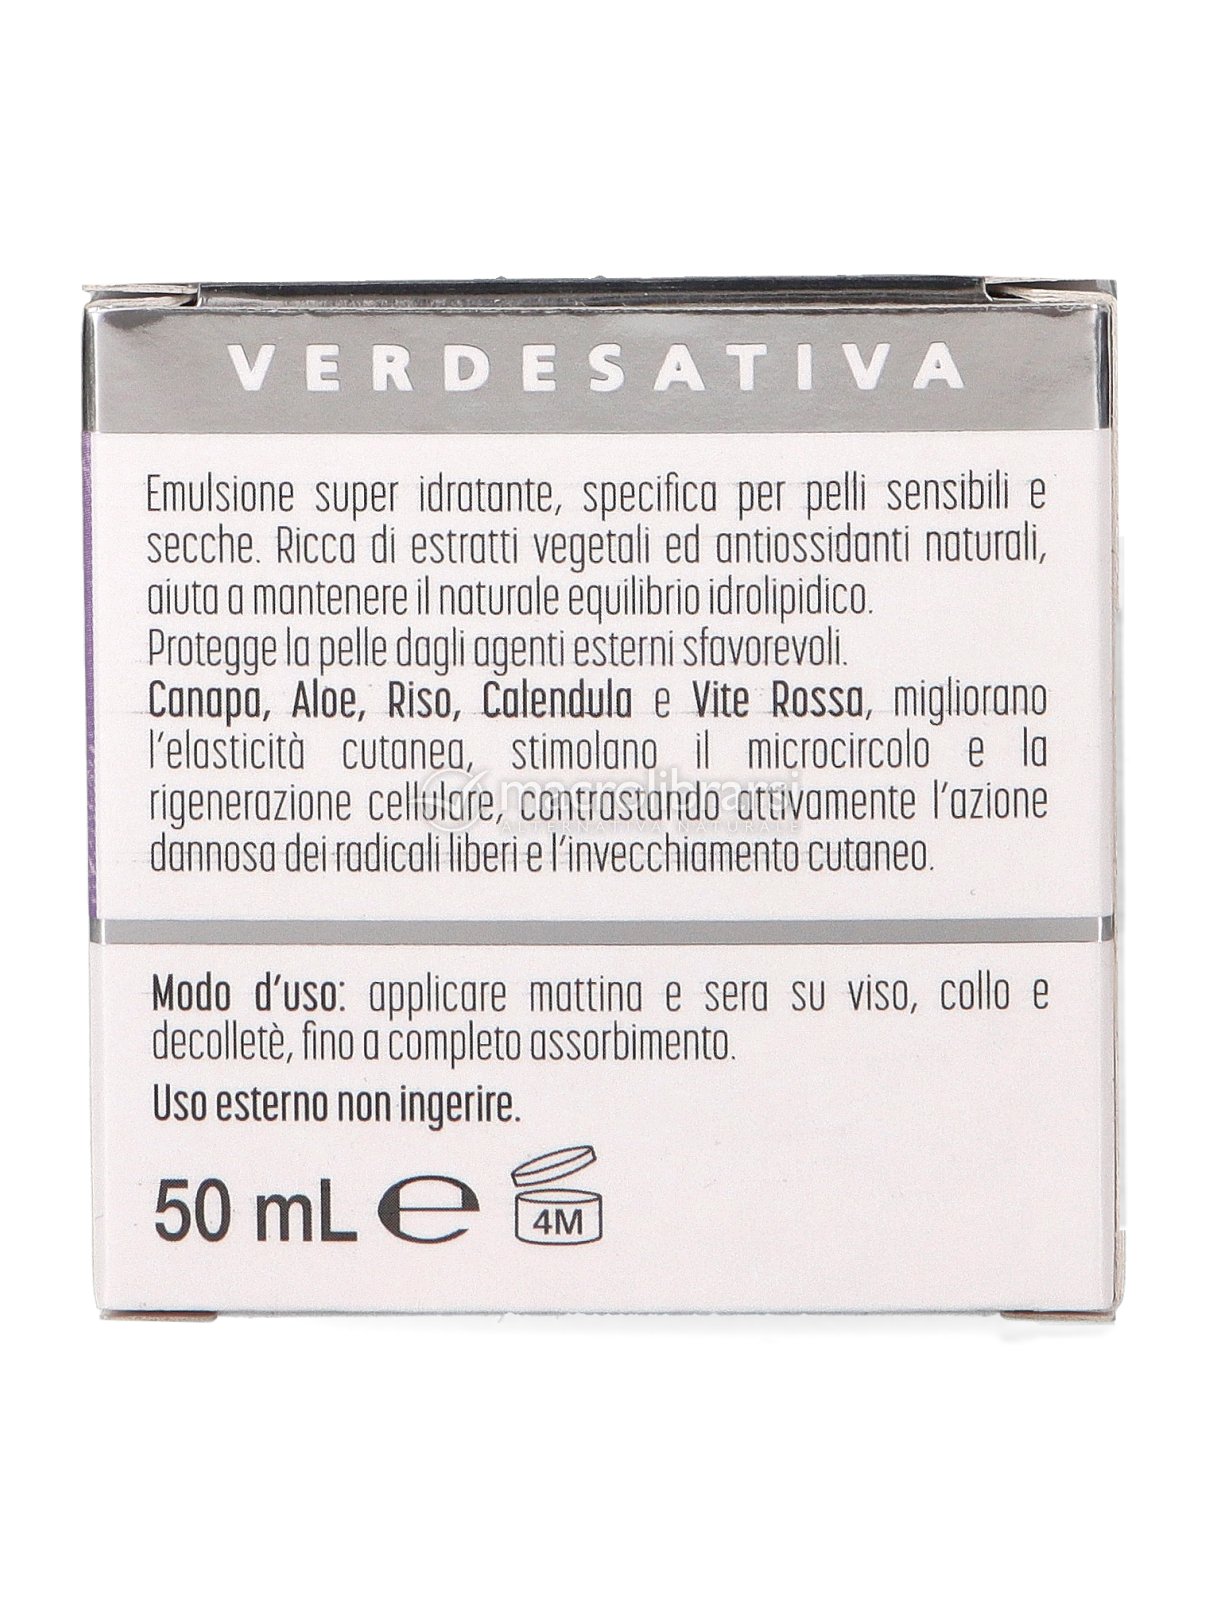 VERDESATIVA
Emulsione super idratante, specifica per pelli sensibili e
secche. Ricca di estratti vegetali ed antiossidanti naturali,
aiuta a mantenere il naturale equilibrio idrolipidico.
Protegge la pelle dagli agenti esterni sfavorevoli.
Canapa, Aloe, Riso, Calendula e Vite Rossa, migliorano
l'elasticità cutanea, stimolano il microcircolo e la
macrolibrarsi
rigenerazione cellulare, contrastando attivamente l'azione
ALTERNATIVA NATURALE
dannosa dei radicali liberi e l'invecchiamento cutaneo.
Modo d'uso: applicare mattina e sera su viso, collo e
decolletè, fino a completo assorbimento.
Uso esterno non ingerire.
50 mL e 4M